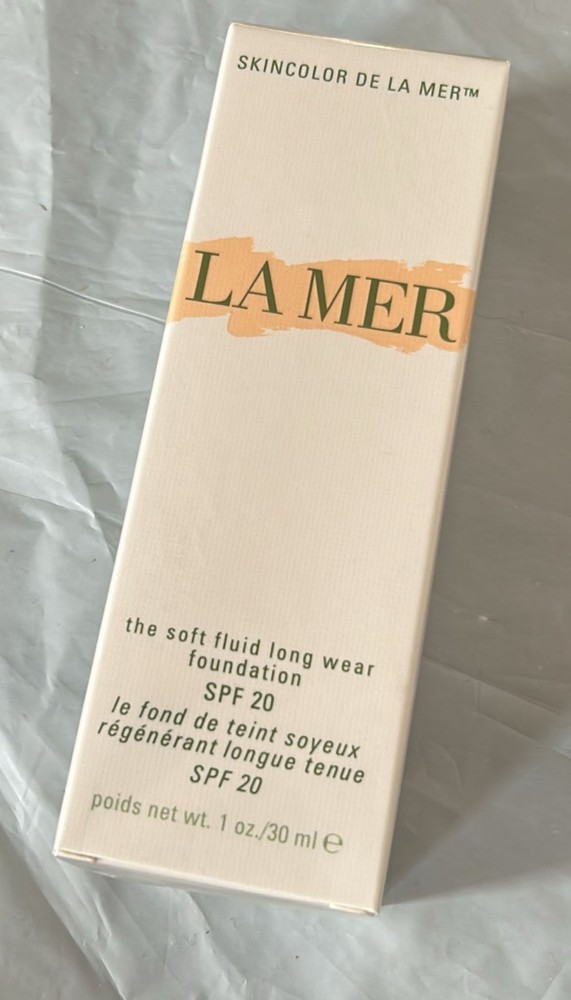 SKINCOLOR DE LA MER™
LA MER
the soft fluid long wear
foundation
SPF 20
le fond de teint soyeux
régénérant longue tenue
SPF 20
poids net wt. 1 oz./30 ml ℮